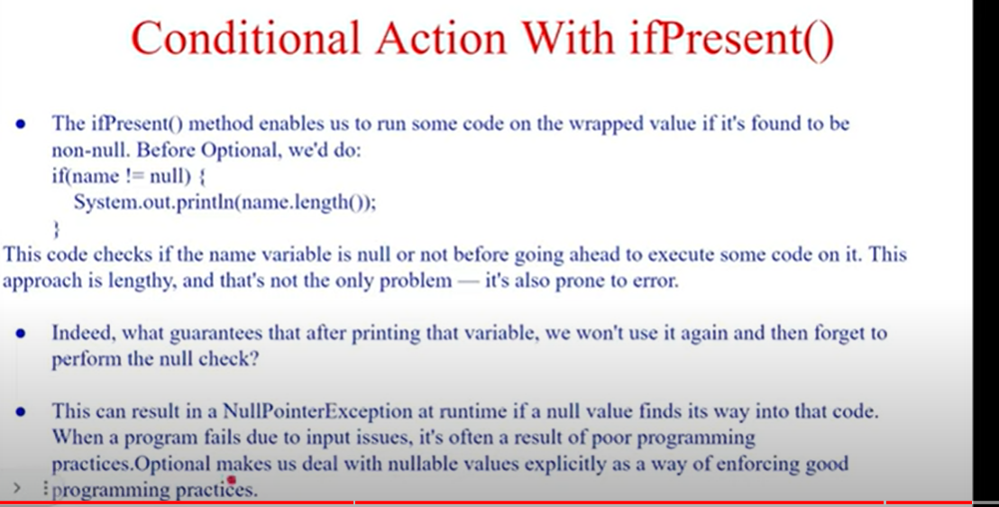 Conditional Action With ifPresent()
• The ifPresent() method enables us to run some code on the wrapped value if it's found to be
non-null. Before Optional, we'd do:
if(name != null) {
System.out.println(name.length());
}
This code checks if the name variable is null or not before going ahead to execute some code on it. This
approach is lengthy, and that's not the only problem — it's also prone to error.
• Indeed, what guarantees that after printing that variable, we won't use it again and then forget to
perform the null check?
• This can result in a NullPointerException at runtime if a null value finds its way into that code.
When a program fails due to input issues, it's often a result of poor programming
practices.Optional makes us deal with nullable values explicitly as a way of enforcing good
programming practices.